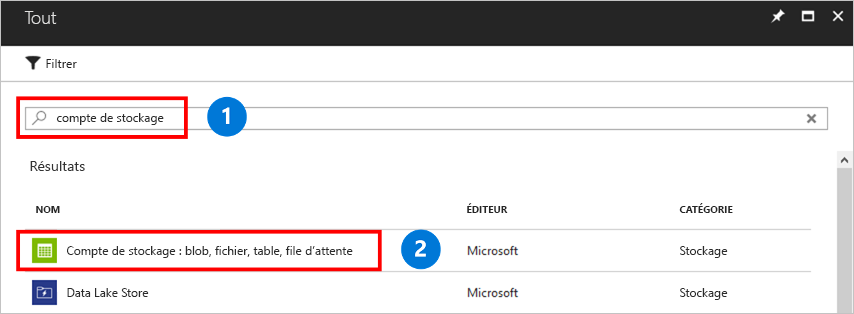 Tout
Filtrer
compte de stockage
1
Résultats
NOM ÉDITEUR CATÉGORIE
Compte de stockage : blob, fichier, table, file d'attente 2 Microsoft Stockage
Data Lake Store Microsoft Stockage